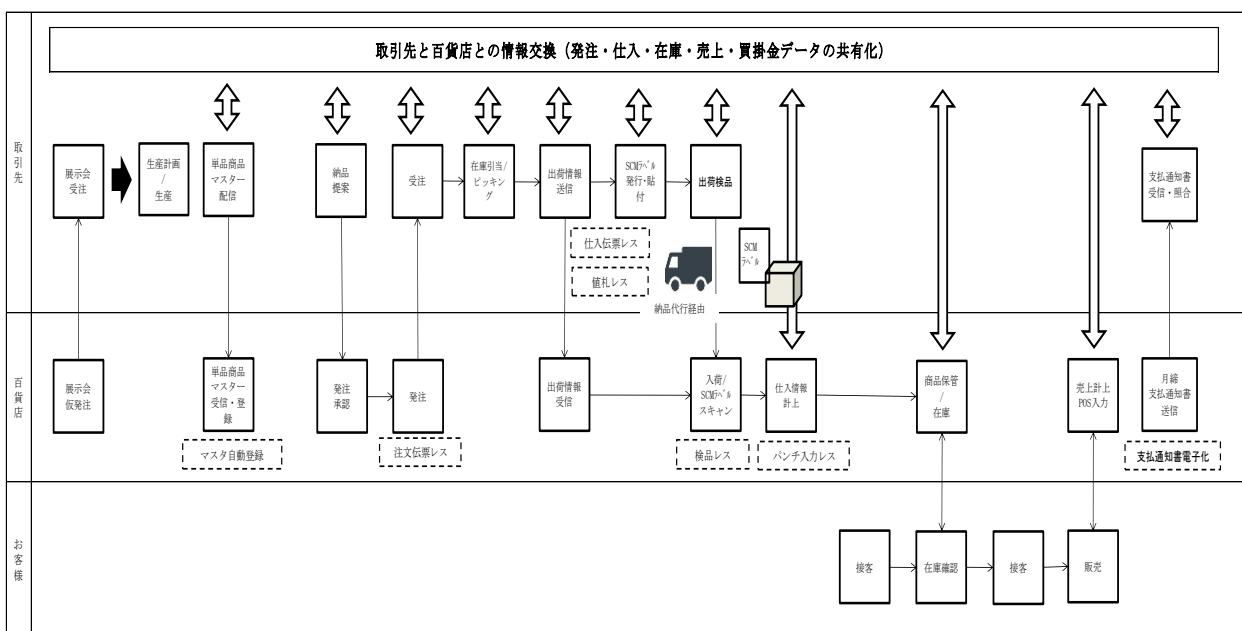 取引先と百貨店との情報交換（発注・仕入・在庫・売上・買掛金データの共有化）
取引先
展示会
受注
生産計画
/
生産
単品商品
マスター
配信
納品
提案
受注
在庫引当/
ピッキン
グ
出荷情報
送信
SCMﾗﾍﾞﾙ
発行・貼
付
出荷検品
支払通知書
受信・照合
仕入伝票レス
値札レス
SCM
ﾗﾍﾞﾙ
納品代行経由
百貨店
展示会
仮発注
単品商品
マスター
受信・登
録
発注
承認
発注
出荷情報
受信
入荷/
SCMﾗﾍﾞﾙ
スキャン
仕入情報
計上
商品保管
/
在庫
売上計上
POS入力
月締
支払通知書
送信
マスタ自動登録
注文伝票レス
検品レス
パンチ入力レス
支払通知書電子化
お客様
接客
在庫確認
接客
販売